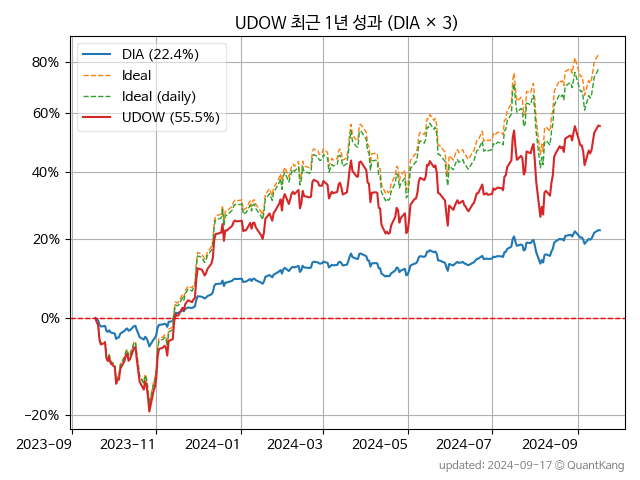 UDOW 최근 1년 성과 (DIA × 3)
DIA (22.4%)
Ideal
Ideal (daily)
UDOW (55.5%)
80%
60%
40%
20%
0%
−20%
2023-09
2023-11
2024-01
2024-03
2024-05
2024-07
2024-09
updated: 2024-09-17 © QuantKang